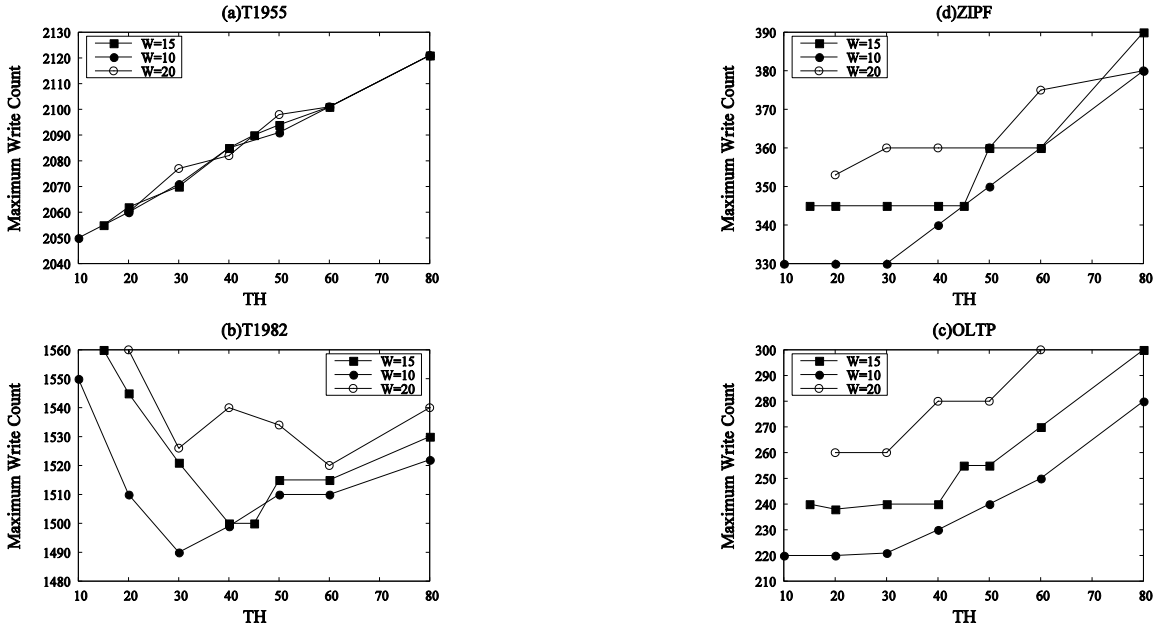 (a)T1955
Maximum Write Count
2130
2120
2110
2100
2090
2080
2070
2060
2050
2040
W=15
W=10
W=20
10 20 30 40 50 60 70 80
TH
(d)ZIPF
Maximum Write Count
390
380
370
360
350
340
330
W=15
W=10
W=20
10 20 30 40 50 60 70 80
TH
(b)T1982
Maximum Write Count
1560
1550
1540
1530
1520
1510
1500
1490
1480
W=15
W=10
W=20
10 20 30 40 50 60 70 80
TH
(c)OLTP
Maximum Write Count
300
290
280
270
260
250
240
230
220
210
W=15
W=10
W=20
10 20 30 40 50 60 70 80
TH